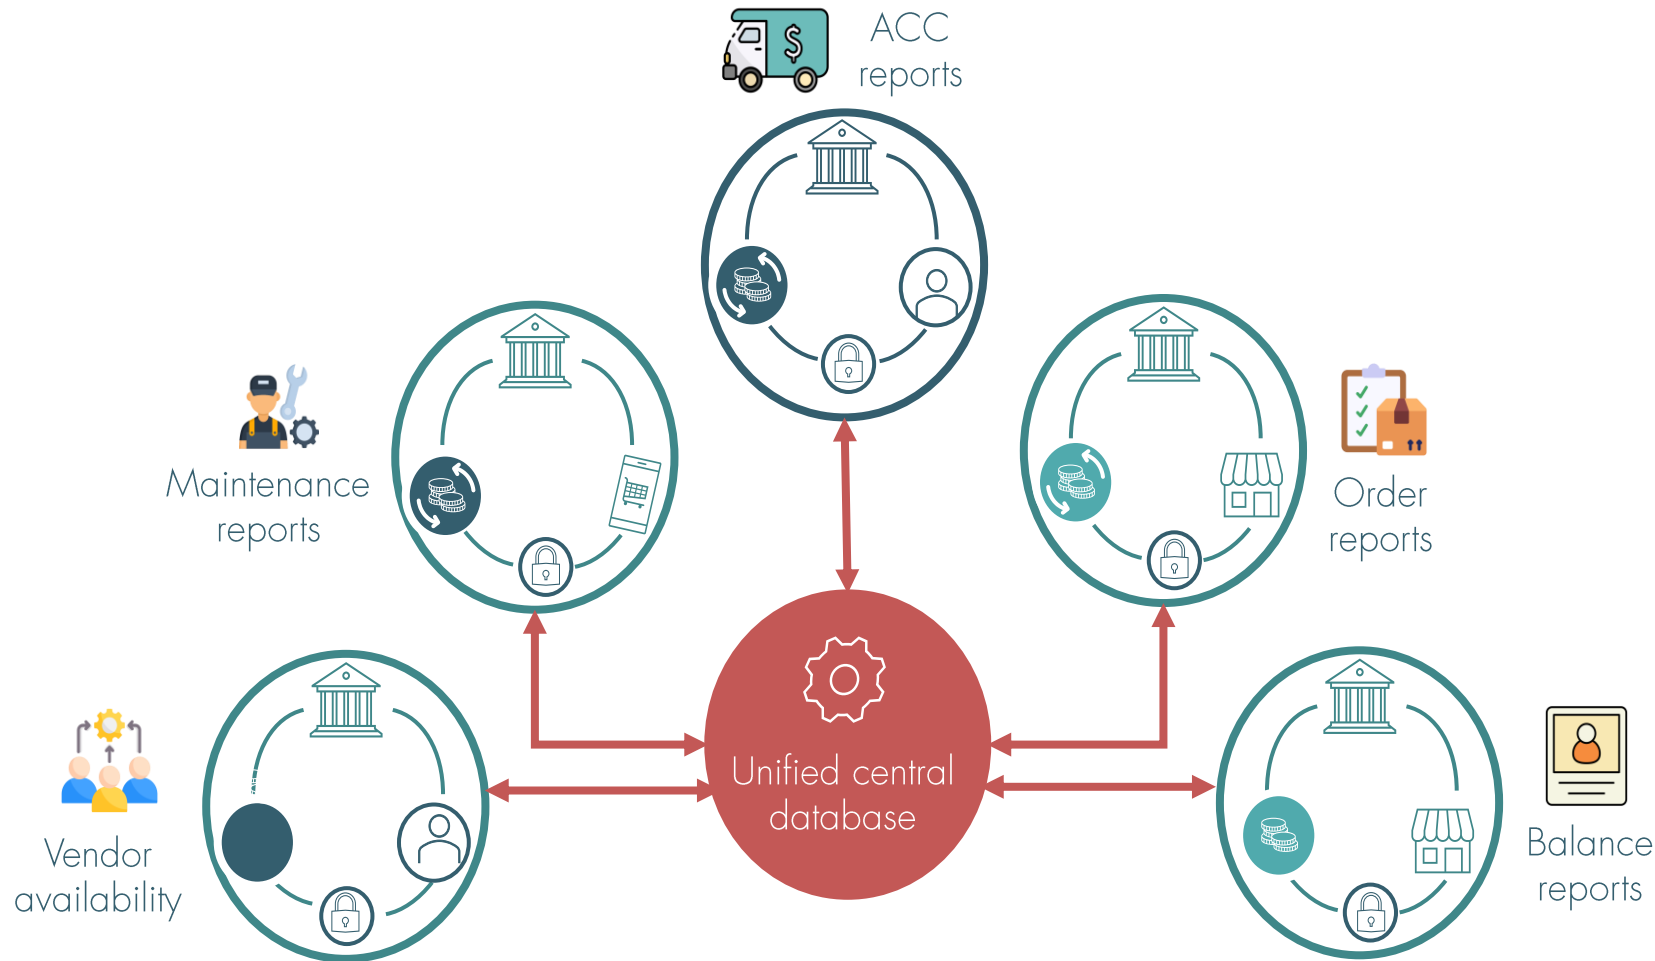 ACC
reports
$
Maintenance
reports
Order
reports
Unified central
database
Vendor
availability
Balance
reports